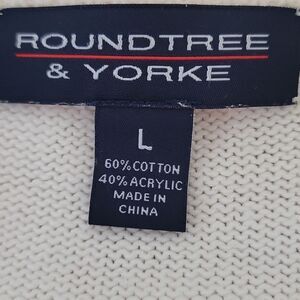 ROUNDTREE
& YORKE
L
60% COTTON
40% ACRYLIC
MADE IN
CHINA